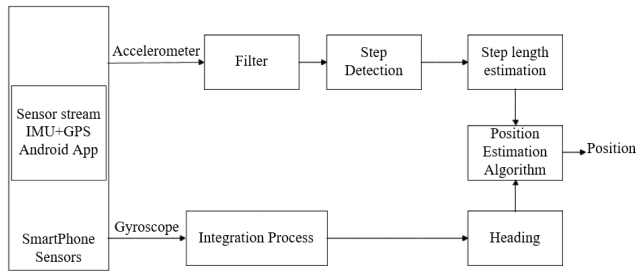 Sensor stream
IMU+GPS
Android App
SmartPhone
Sensors
Accelerometer
Filter
Step
Detection
Step length
estimation
Position
Estimation
Algorithm
Position
Gyroscope
Integration Process
Heading